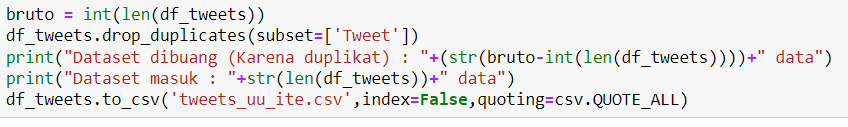 bruto = int(len(df_tweets))
df_tweets.drop_duplicates(subset=['Tweet'])
print("Dataset dibuang (Karena duplikat) : "+(str(bruto-int(len(df_tweets))))+" data")
print("Dataset masuk : "+str(len(df_tweets))+" data")
df_tweets.to_csv('tweets_uu_ite.csv',index=False,quoting=csv.QUOTE_ALL)